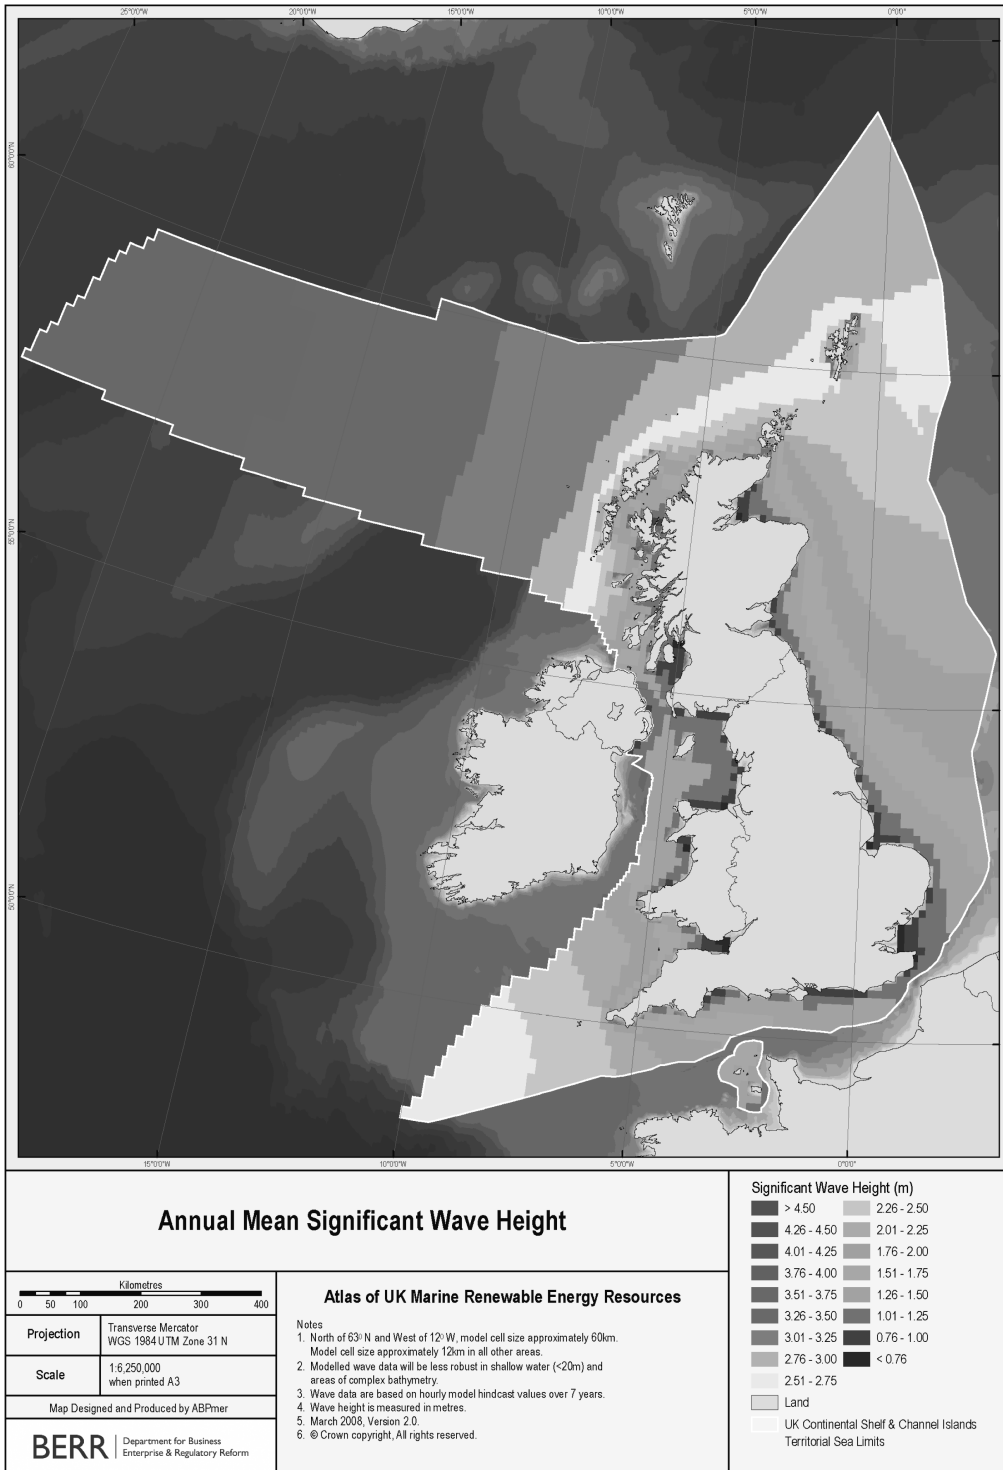 25°0'0"W
20°0'0"W
15°0'0"W
10°0'0"W
5°0'0"W
0°0'0"
60°0'0"N
55°0'0"N
50°0'0"N
15°0'0"W
10°0'0"W
5°0'0"W
0°0'0"
Annual Mean Significant Wave Height
Kilometres
0 50 100 200 300 400
Projection
Transverse Mercator
WGS 1984 UTM Zone 31 N
Scale
1:6,250,000
when printed A3
Map Designed and Produced by ABPmer
BERR
Department for Business
Enterprise & Regulatory Reform
Atlas of UK Marine Renewable Energy Resources
Notes
1. North of 63º N and West of 12º W, model cell size approximately 60km.
Model cell size approximately 12km in all other areas.
2. Modelled wave data will be less robust in shallow water (<20m) and
areas of complex bathymetry.
3. Wave data are based on hourly model hindcast values over 7 years.
4. Wave height is measured in metres.
5. March 2008, Version 2.0.
6. © Crown copyright, All rights reserved.
Significant Wave Height (m)
> 4.50
4.26 - 4.50
4.01 - 4.25
3.76 - 4.00
3.51 - 3.75
3.26 - 3.50
3.01 - 3.25
2.76 - 3.00
2.51 - 2.75
2.26 - 2.50
2.01 - 2.25
1.76 - 2.00
1.51 - 1.75
1.26 - 1.50
1.01 - 1.25
0.76 - 1.00
< 0.76
Land
UK Continental Shelf & Channel Islands
Territorial Sea Limits